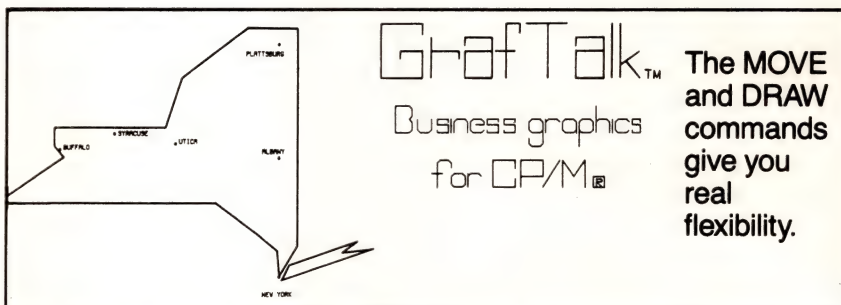 PLATTSBURG
SYRACUSE
UTICA
BUFFALO
ALBANY
NEW YORK
GrafTalk™
Business graphics
for CP/M®
The MOVE
and DRAW
commands
give you
real
flexibility.